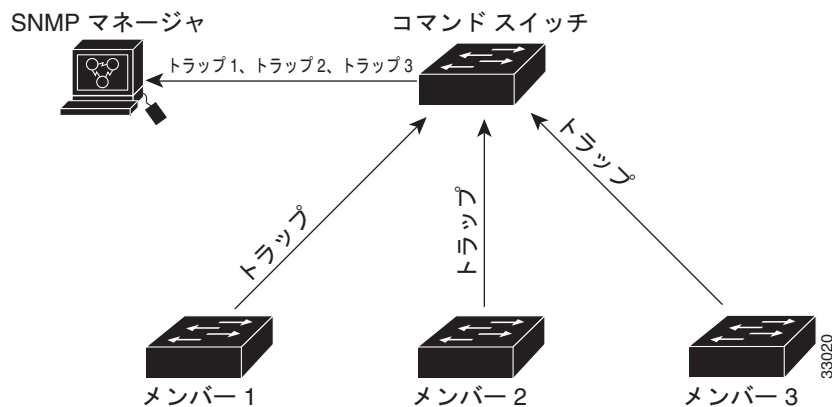 SNMP マネージャ
コマンド スイッチ
トラップ 1、トラップ 2、トラップ 3
トラップ
トラップ
トラップ
メンバー 1
メンバー 2
メンバー 3
33020